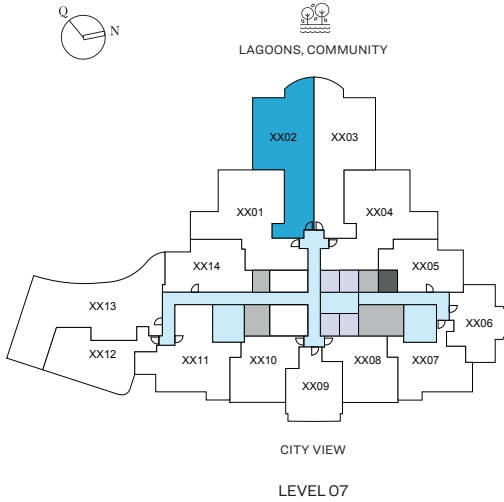 Q
N
LAGOONS, COMMUNITY
XX02
XX03
XX01
XX04
XX14
XX05
XX13
XX06
XX12
XX11
XX10
XX08
XX07
XX09
CITY VIEW
LEVEL 07